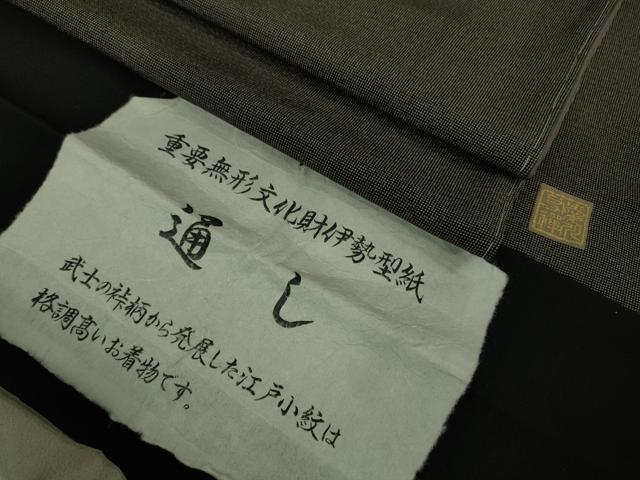 重要無形文化財伊勢型紙
通し
武士の裃柄から発展した江戸小紋は
格調高いお着物です。